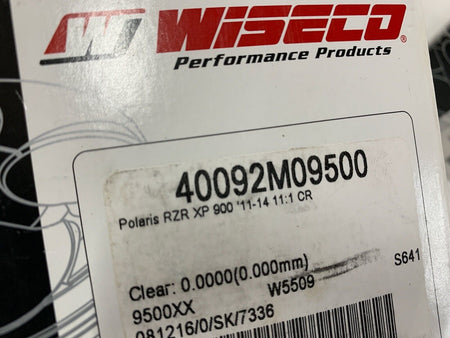 WISECO
Performance Products
40092M09500
Polaris RZR XP 900 '11-14 11:1 CR
Clear: 0.0000(0.000mm)
S641
W5509
9500XX
081216/0/SK/7336